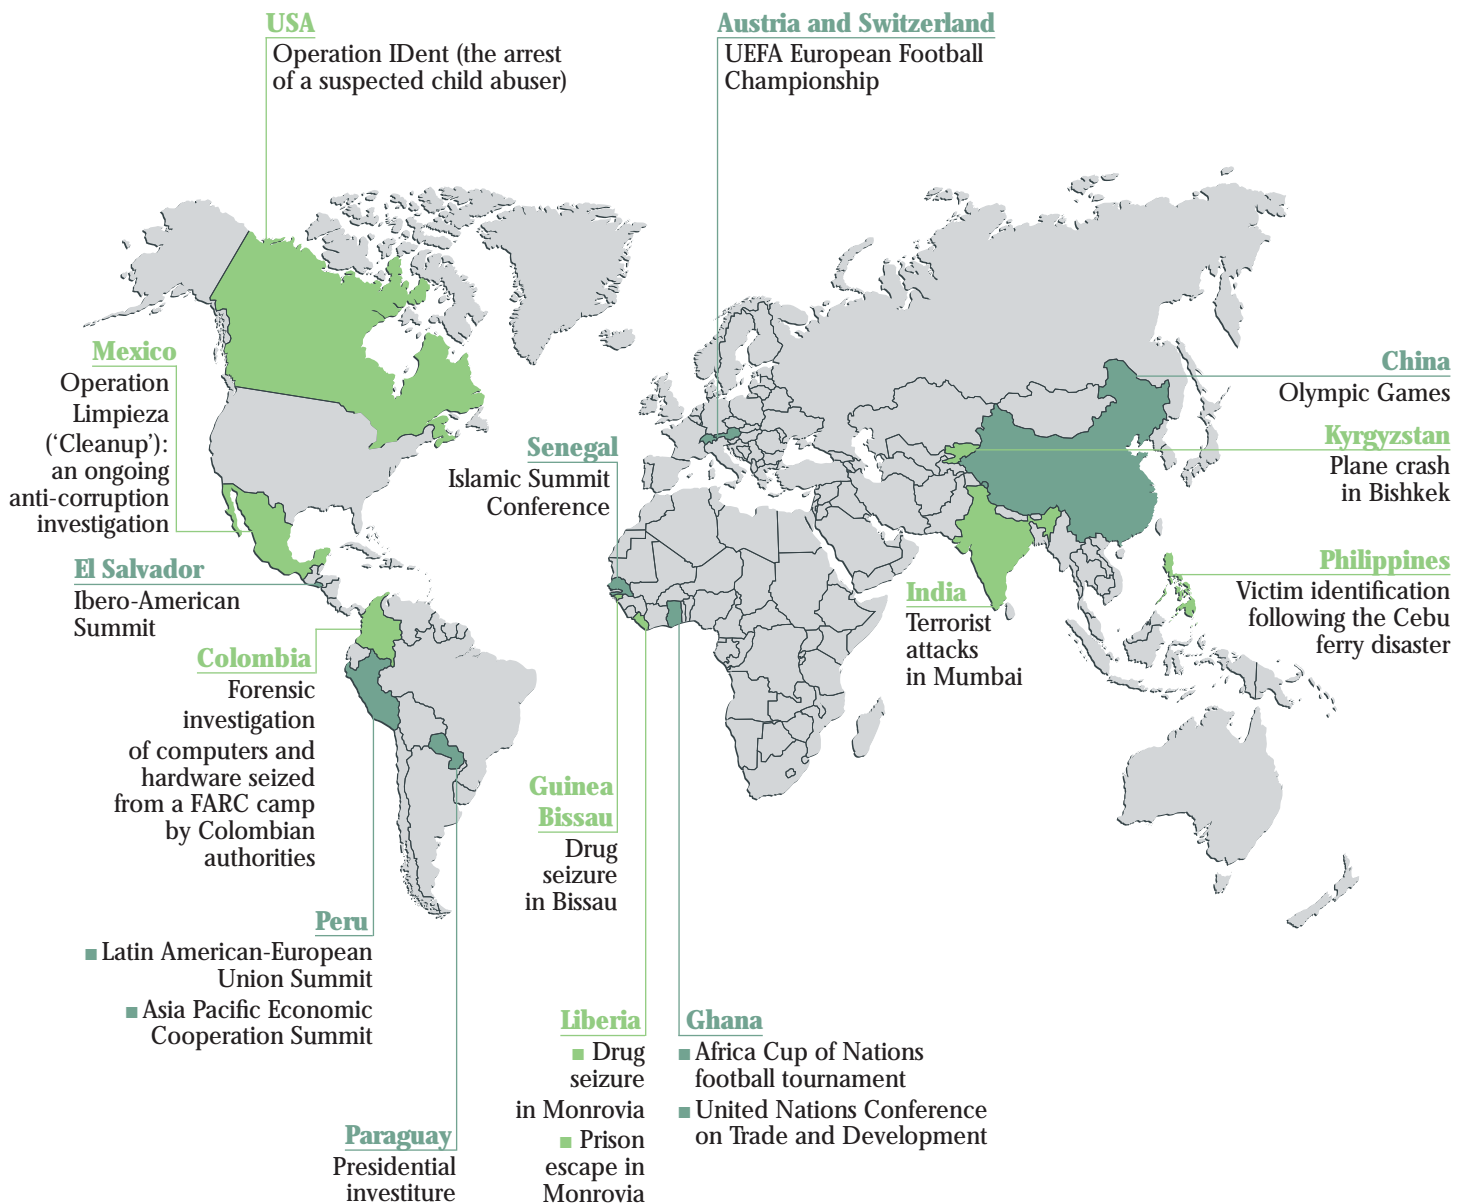 USA
Operation IDent (the arrest
of a suspected child abuser)
Austria and Switzerland
UEFA European Football
Championship
Mexico
Operation
Limpieza
(‘Cleanup’):
an ongoing
anti-corruption
investigation
China
Olympic Games
Senegal
Islamic Summit
Conference
Kyrgyzstan
Plane crash
in Bishkek
El Salvador
Ibero-American
Summit
India
Terrorist
attacks
in Mumbai
Philippines
Victim identification
following the Cebu
ferry disaster
Colombia
Forensic
investigation
of computers and
hardware seized
from a FARC camp
by Colombian
authorities
Guinea
Bissau
Drug
seizure
in Bissau
Peru
■ Latin American-European
Union Summit
■ Asia Pacific Economic
Cooperation Summit
Liberia
■ Drug
seizure
in Monrovia
■ Prison
escape in
Monrovia
Ghana
■ Africa Cup of Nations
football tournament
■ United Nations Conference
on Trade and Development
Paraguay
Presidential
investiture